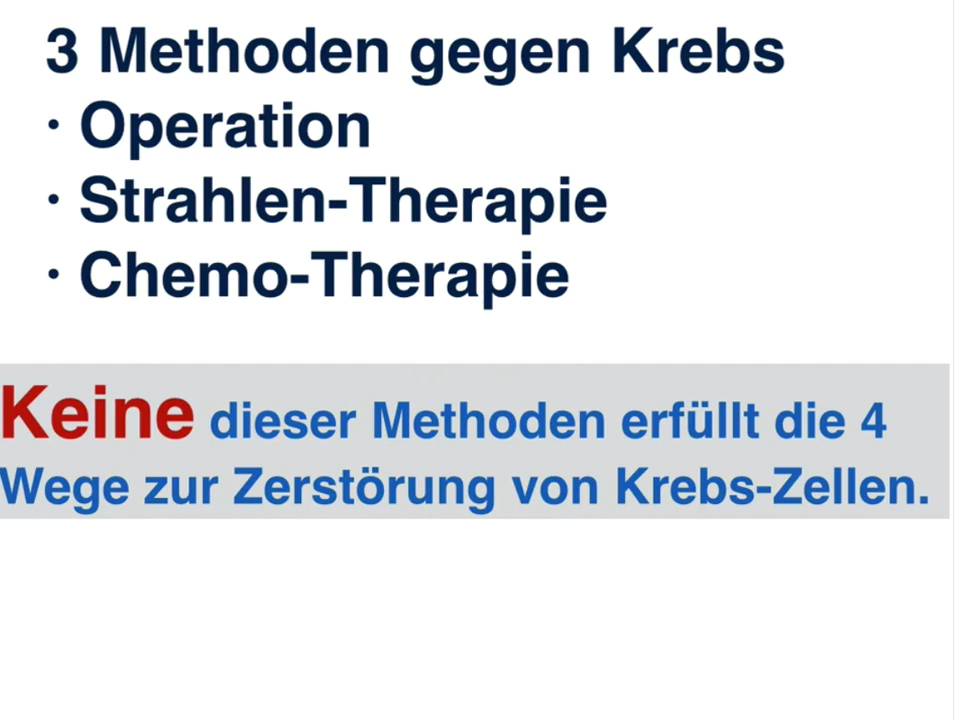 3 Methoden gegen Krebs
· Operation
· Strahlen-Therapie
· Chemo-Therapie
Keine dieser Methoden erfüllt die 4
Wege zur Zerstörung von Krebs-Zellen.